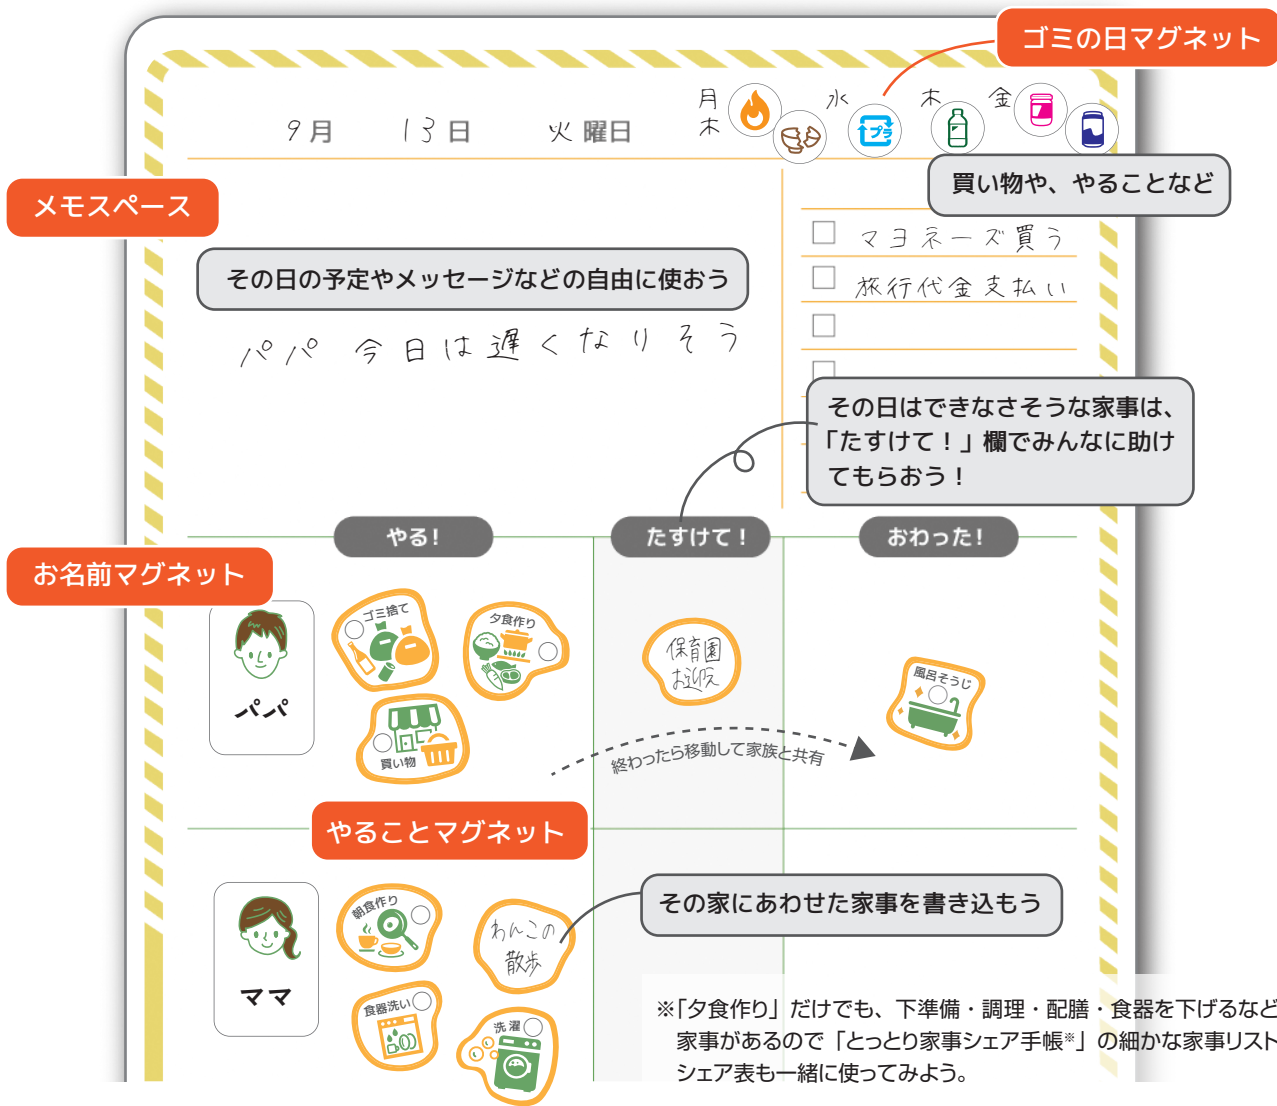 ゴミの日マグネット
9月 13日 火曜日
月 水 木 金
木
プラ
買い物や、やることなど
メモスペース
マヨネーズ買う
その日の予定やメッセージなどの自由に使おう
旅行代金支払い
パパ 今日は遅くなりそう
その日はできなさそうな家事は、
「たすけて！」欄でみんなに助け
てもらおう！
やる! たすけて！ おわった!
お名前マグネット
ゴミ捨て
夕食作り
保育園
お迎え
風呂そうじ
パパ
買い物
終わったら移動して家族と共有
やることマグネット
その家にあわせた家事を書き込もう
朝食作り
わんこの
散歩
ママ
食器洗い
洗濯
※「夕食作り」だけでも、下準備・調理・配膳・食器を下げるなど
家事があるので「とっとり家事シェア手帳※」の細かな家事リスト
シェア表も一緒に使ってみよう。